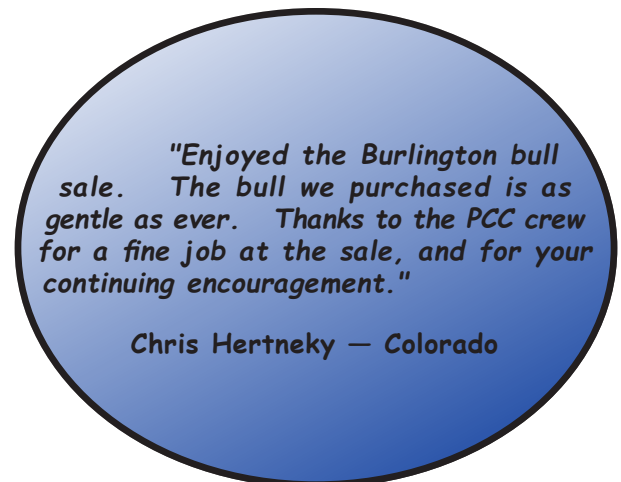 "Enjoyed the Burlington bull
sale. The bull we purchased is as
gentle as ever. Thanks to the PCC crew
for a fine job at the sale, and for your
continuing encouragement."
Chris Hertneky — Colorado